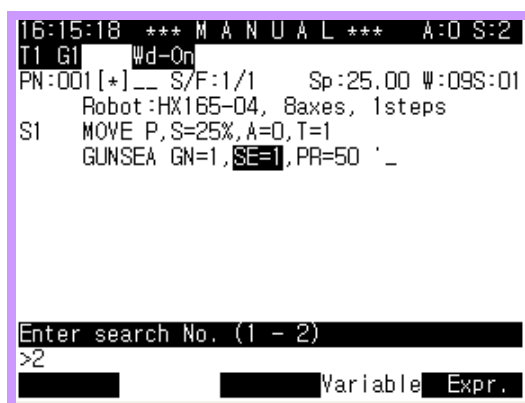 16:15:18 *** M A N U A L *** A:0 S:2
T1 G1 Wd-On
PN:001[*]__ S/F:1/1 Sp:25.00 ₩:09S:01
Robot:HX165-04, 8axes, 1steps
S1 MOVE P,S=25%,A=0,T=1
GUNSEA GN=1,SE=1,PR=50 '_
Enter search No. (1 - 2)
>2
Variable Expr.